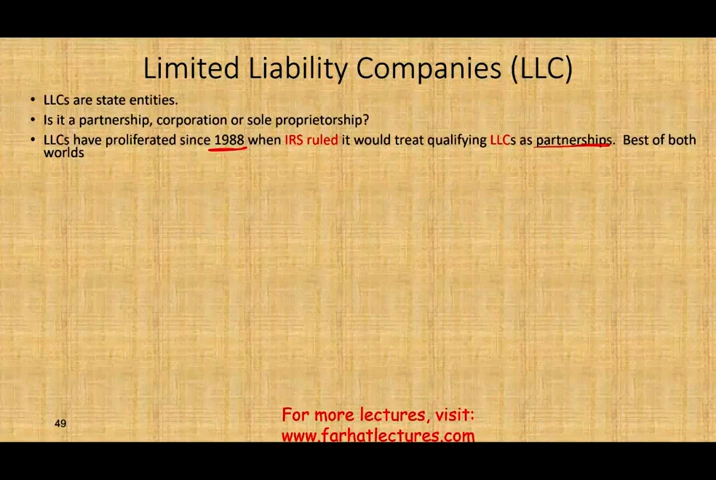 Limited Liability Companies (LLC)
• LLCs are state entities.
• Is it a partnership, corporation or sole proprietorship?
• LLCs have proliferated since 1988 when IRS ruled it would treat qualifying LLCs as partnerships. Best of both
worlds
For more lectures, visit:
49
www.farhatlectures.com